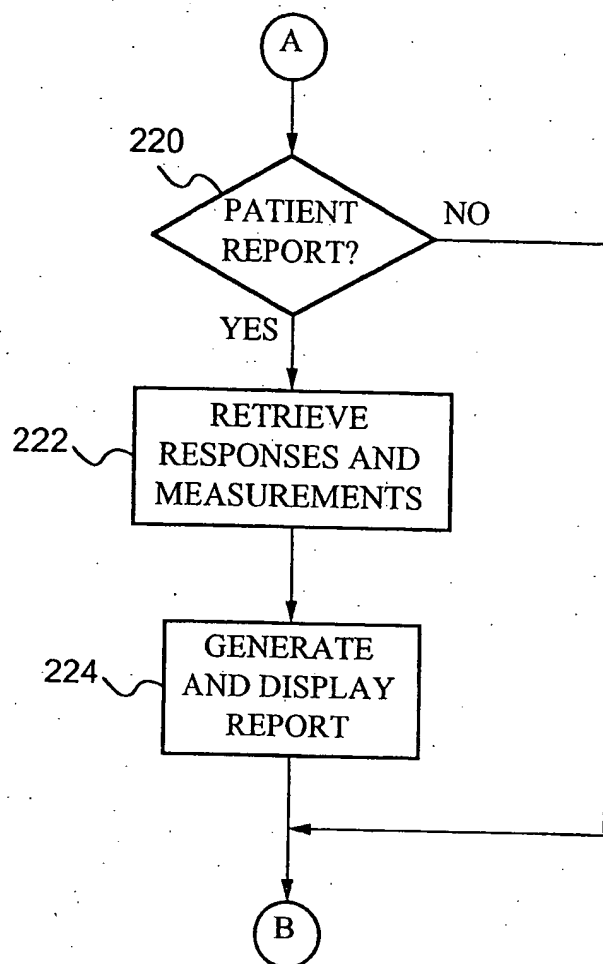 A
220
PATIENT
REPORT?
NO
YES
222
RETRIEVE
RESPONSES AND
MEASUREMENTS
224
GENERATE
AND DISPLAY
REPORT
B